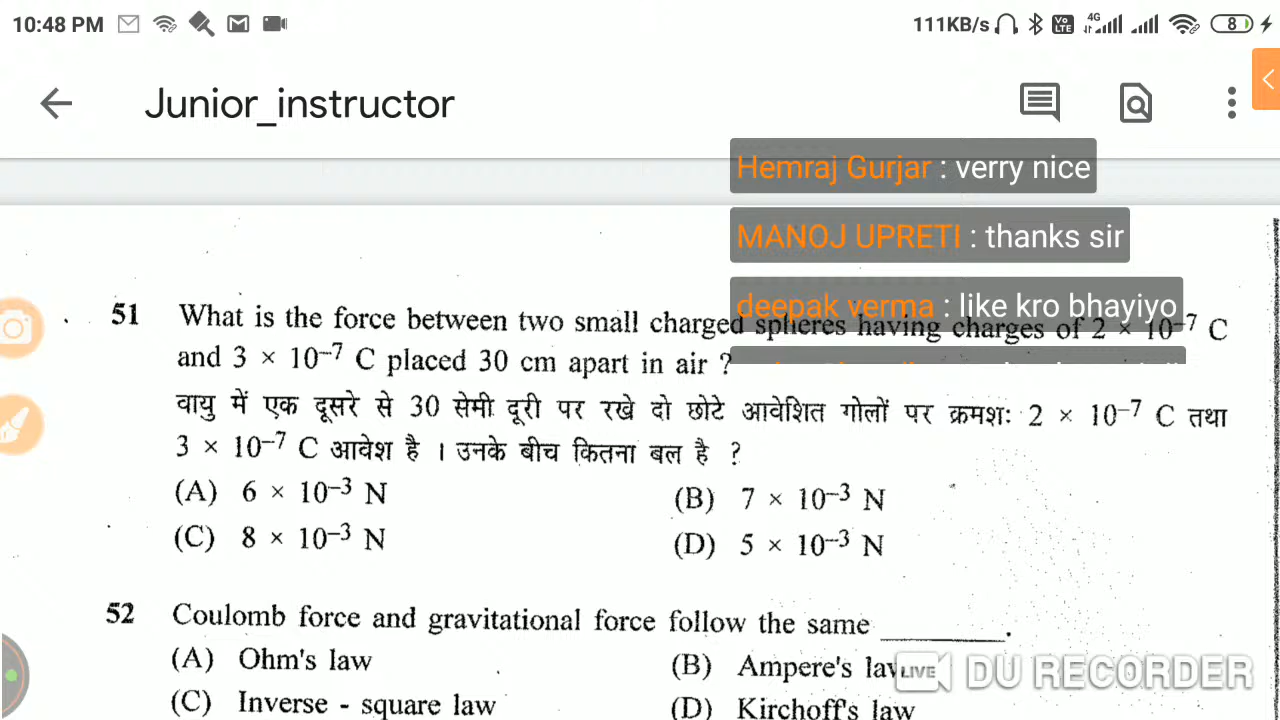 10:48 PM
111KB/s
Vo LTE
4G
8
Junior_instructor
Hemraj Gurjar : verry nice
MANOJ UPRETI : thanks sir
deepak verma : like kro bhayiyo
51 What is the force between two small charged spheres having charges of 2 × 10⁻⁷ C
and 3 × 10⁻⁷ C placed 30 cm apart in air ?
वायु में एक दूसरे से 30 सेमी दूरी पर रखे दो छोटे आवेशित गोलों पर क्रमशः 2 × 10⁻⁷ C तथा
3 × 10⁻⁷ C आवेश है । उनके बीच कितना बल है ?
(A) 6 × 10⁻³ N (B) 7 × 10⁻³ N
(C) 8 × 10⁻³ N (D) 5 × 10⁻³ N
52 Coulomb force and gravitational force follow the same ________.
(A) Ohm's law (B) Ampere's law
LIVE DU RECORDER
(C) Inverse - square law (D) Kirchoff's law